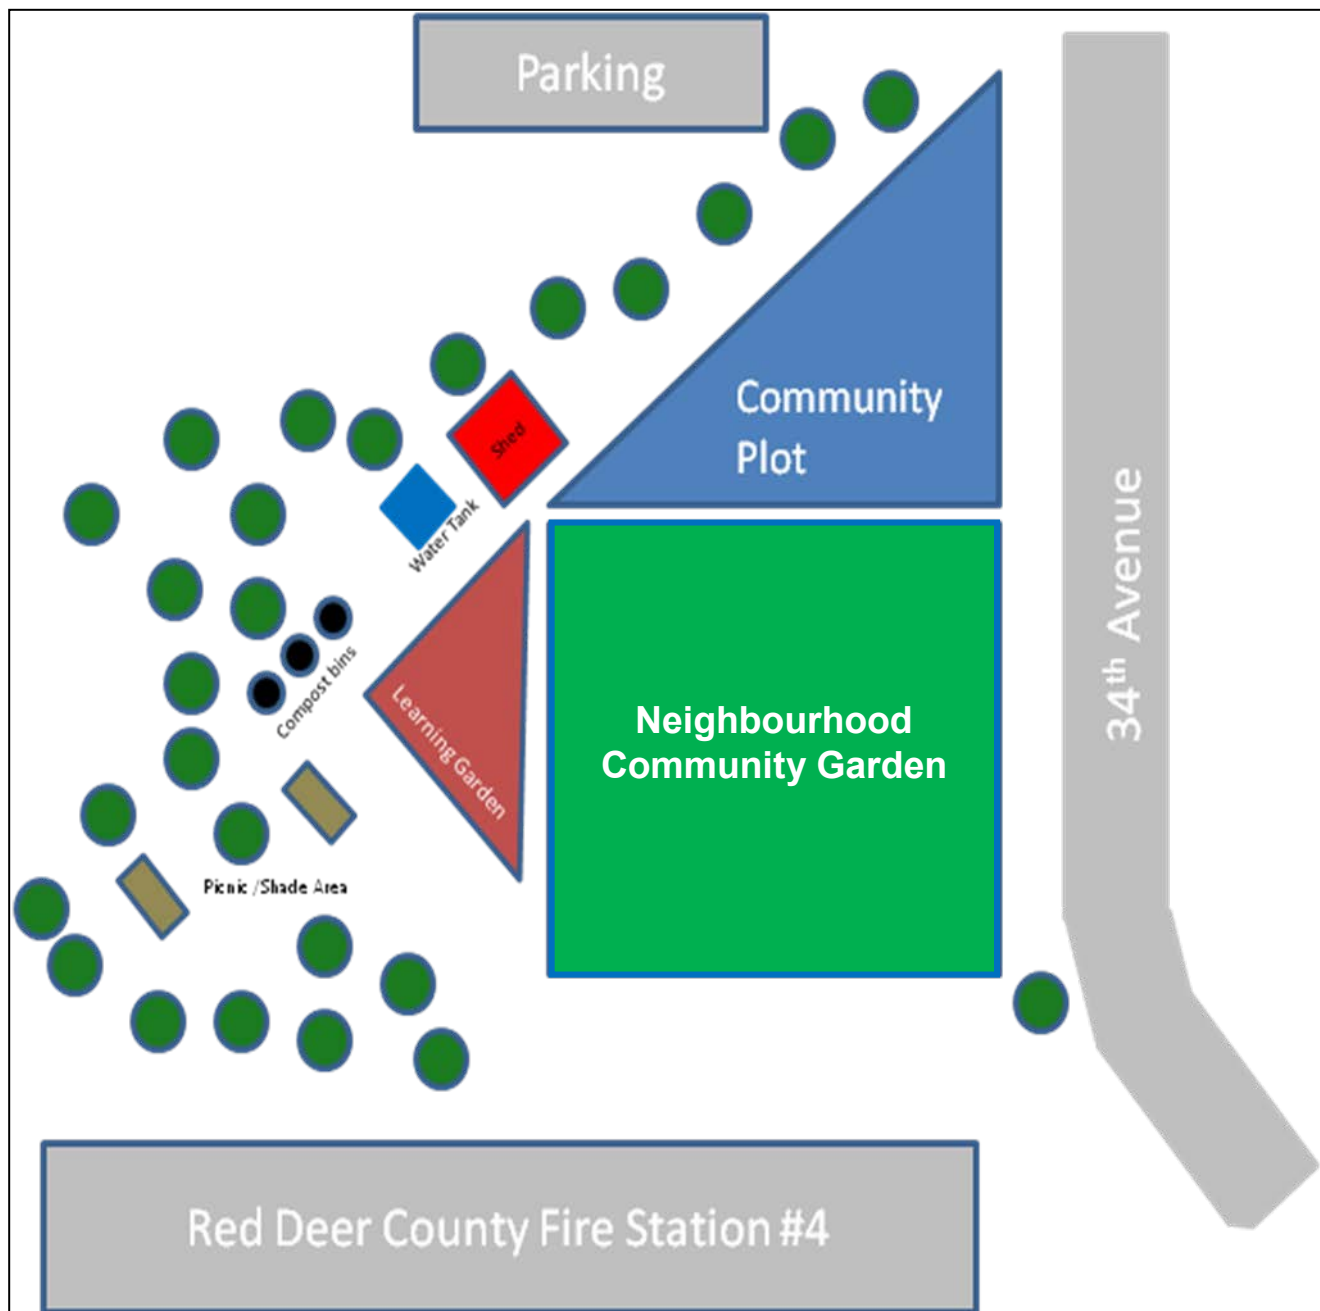 Parking
Community
Plot
Shed
Water Tank
34th Avenue
Compost bins
Learning Garden
Neighbourhood
Community Garden
Picnic /Shade Area
Red Deer County Fire Station #4